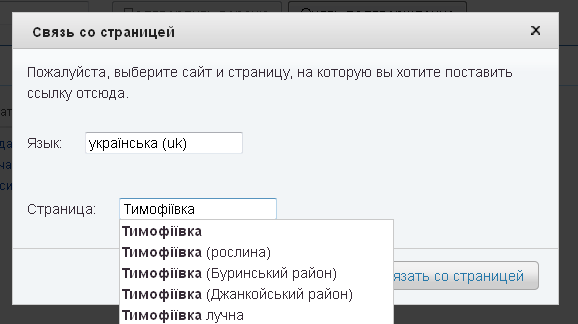 Связь со страницей
Пожалуйста, выберите сайт и страницу, на которую вы хотите поставить
ссылку отсюда.
Язык: українська (uk)
Страница: Тимофіївка
Тимофіївка
Тимофіївка (рослина)
Тимофіївка (Буринський район)
Тимофіївка (Джанкойський район)
язать со страницей
Тимофіївка лучна